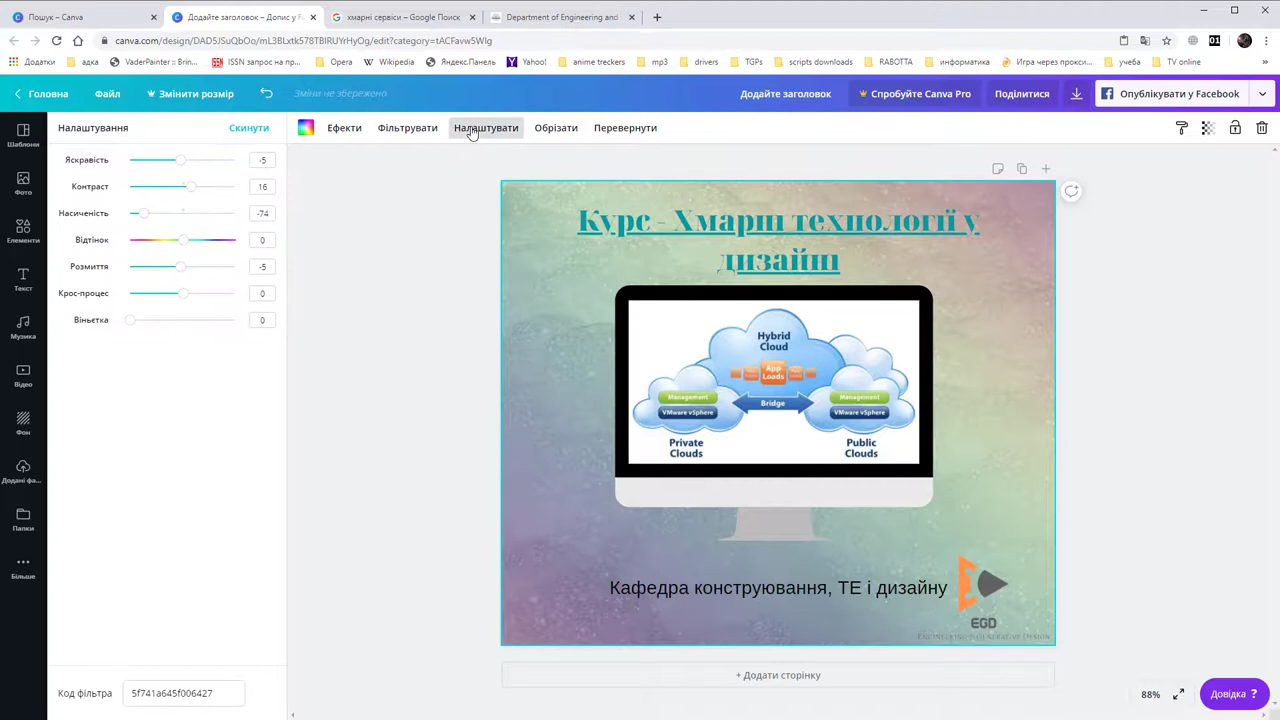 Пошук – Canva
Додайте заголовок – Допис у F
хмарні сервіси – Google Поиск
Department of Engineering and
canva.com/design/DAD5JSuQbOo/mL3BLxtk578TBIRUYrHyOg/edit?category=tACFavw5WIg
Додатки
адка
VaderPainter :: Brin...
ISSN запрос на пр...
Opera
Wikipedia
Яндекс.Панель
Yahoo!
anime treckers
mp3
drivers
TGPs
scripts downloads
RABOTTA
информатика
Игра через прокси...
учеба
TV online
Головна
Файл
Змінити розмір
Зміни не збережено
Додайте заголовок
Спробуйте Canva Pro
Поділитися
Опублікувати у Facebook
Шаблони
Фото
Елементи
Текст
Музика
Відео
Фон
Додані фа...
Папки
Більше
Налаштування
Скинути
Яскравість -5
Контраст 16
Насиченість -74
Відтінок 0
Розмиття -5
Крос-процес 0
Віньєтка 0
Код фільтра 5f741a645f006427
Ефекти
Фільтрувати
Налаштувати
Обрізати
Перевернути
Курс - Хмарні технології у
дизайні
Hybrid
Cloud
App
Loads
Management
VMware vSphere
Bridge
Management
VMware vSphere
Private
Clouds
Public
Clouds
Кафедра конструювання, ТЕ і дизайну
EGD
+ Додати сторінку
88%
Довідка ?